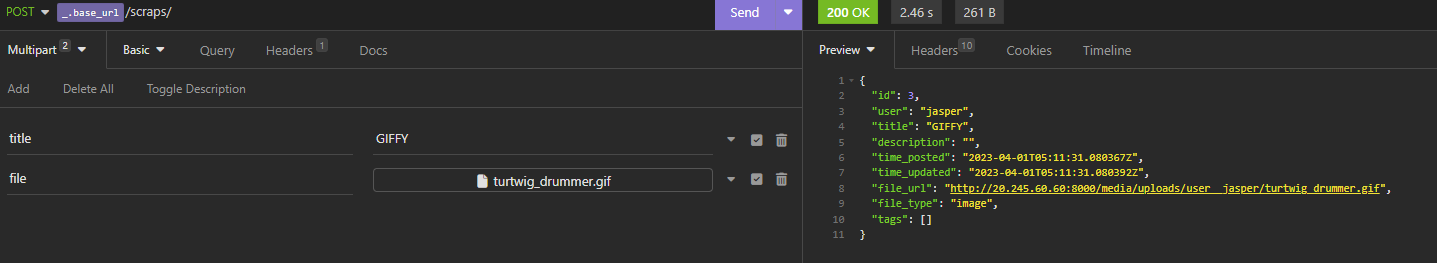 POST _.base_url /scraps/ Send 200 OK 2.46 s 261 B
Multipart 2 Basic Query Headers 1 Docs
Preview Headers 10 Cookies Timeline
Add Delete All Toggle Description
title GIFFY
file turtwig_drummer.gif
1 {
2 "id": 3,
3 "user": "jasper",
4 "title": "GIFFY",
5 "description": "",
6 "time_posted": "2023-04-01T05:11:31.080367Z",
7 "time_updated": "2023-04-01T05:11:31.080392Z",
8 "file_url": "http://20.245.60.60:8000/media/uploads/user__jasper/turtwig_drummer.gif",
9 "file_type": "image",
10 "tags": []
11 }